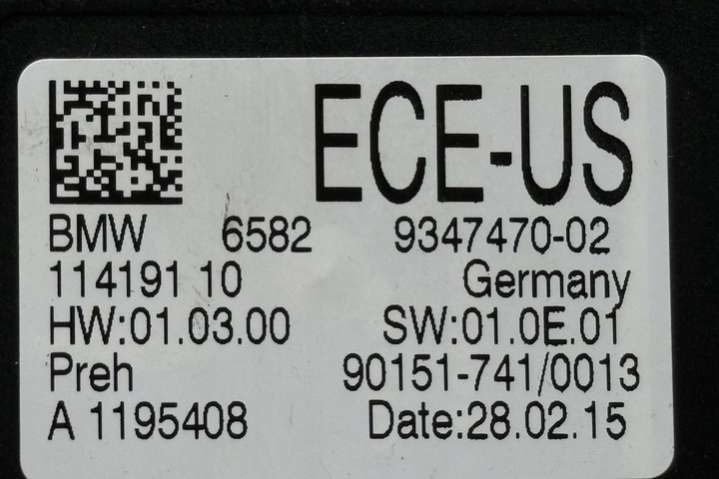 ECE-US
BMW 6582 9347470-02
114191 10 Germany
HW:01.03.00 SW:01.0E.01
Preh 90151-741/0013
A 1195408 Date:28.02.15